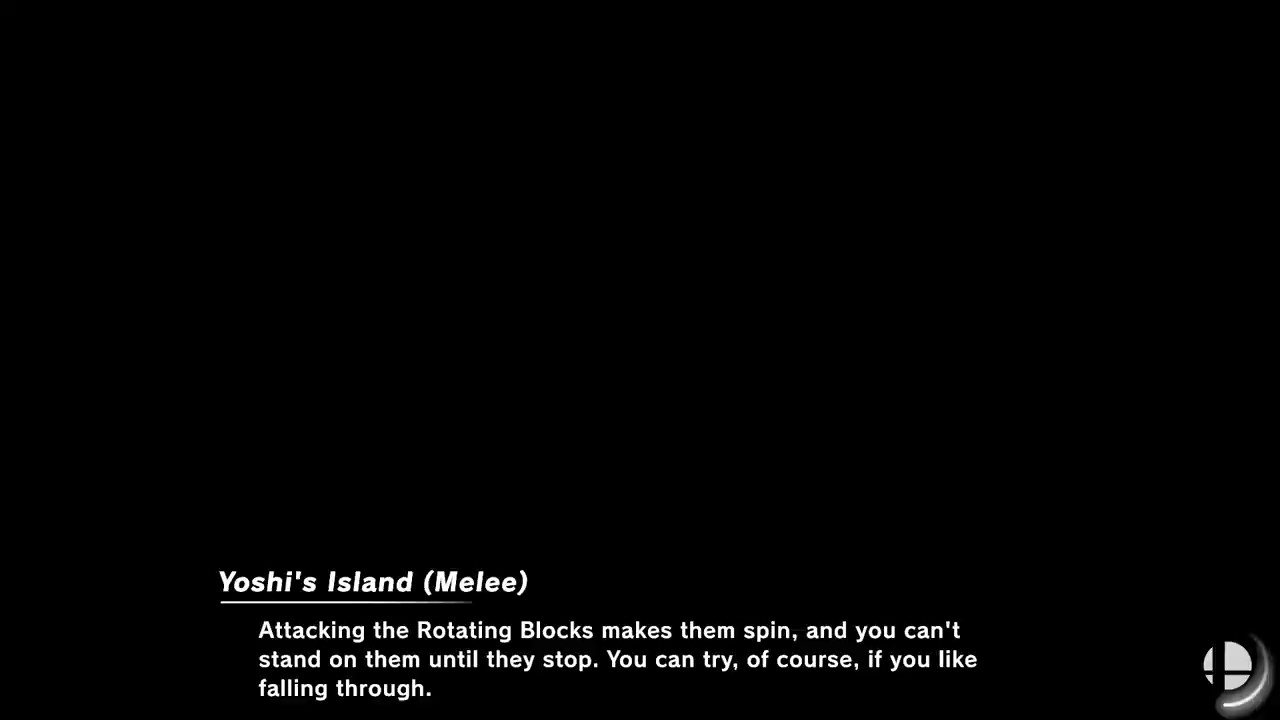 Yoshi's Island (Melee)
Attacking the Rotating Blocks makes them spin, and you can't
stand on them until they stop. You can try, of course, if you like
falling through.